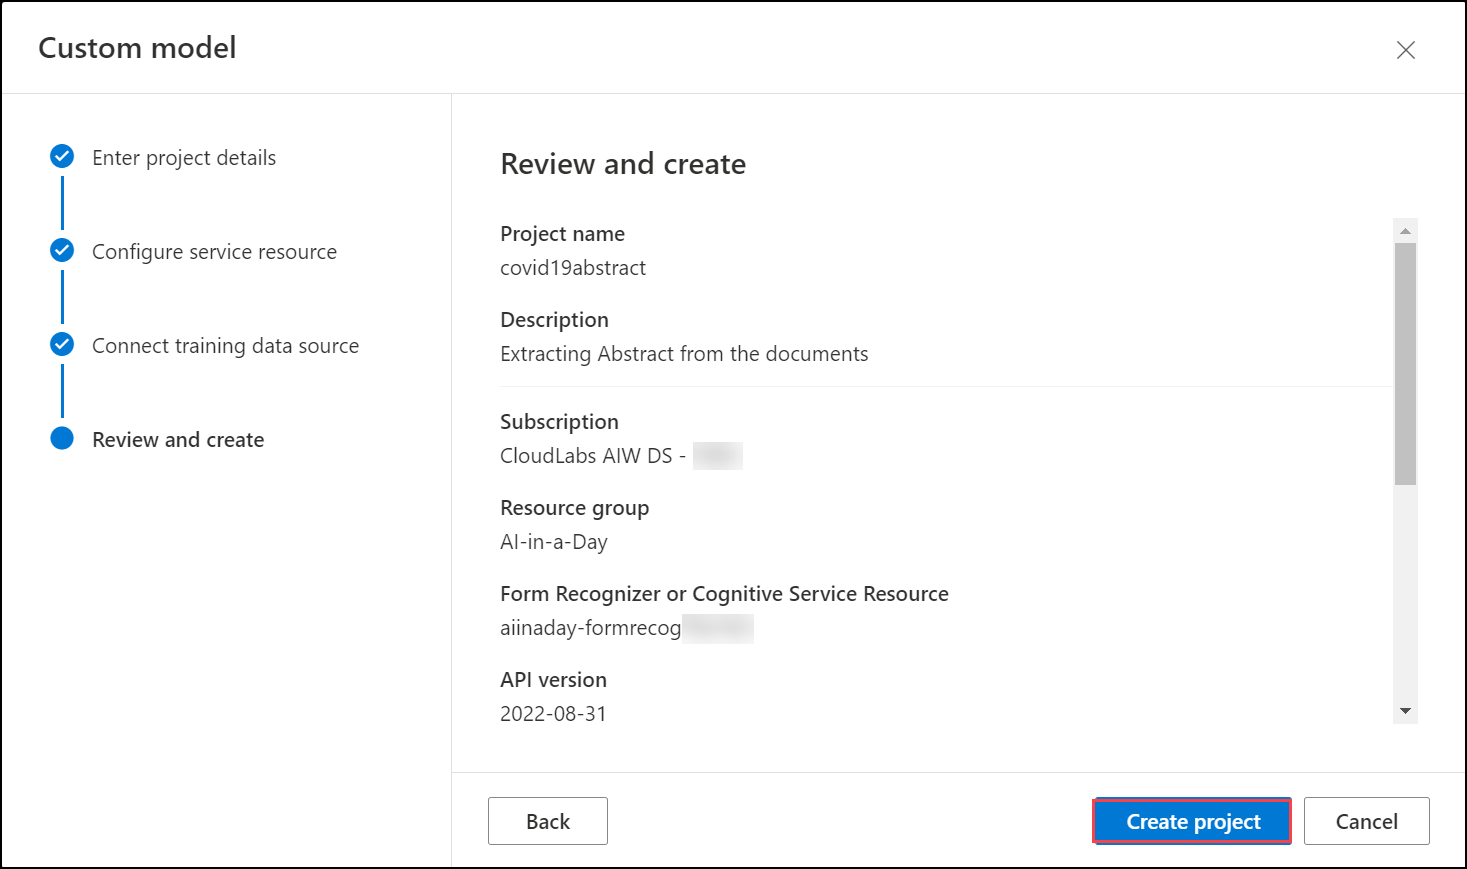 Custom model
Enter project details
Configure service resource
Connect training data source
Review and create
Review and create
Project name
covid19abstract
Description
Extracting Abstract from the documents
Subscription
CloudLabs AIW DS -
Resource group
AI-in-a-Day
Form Recognizer or Cognitive Service Resource
aiinaday-formrecog
API version
2022-08-31
Back
Create project
Cancel